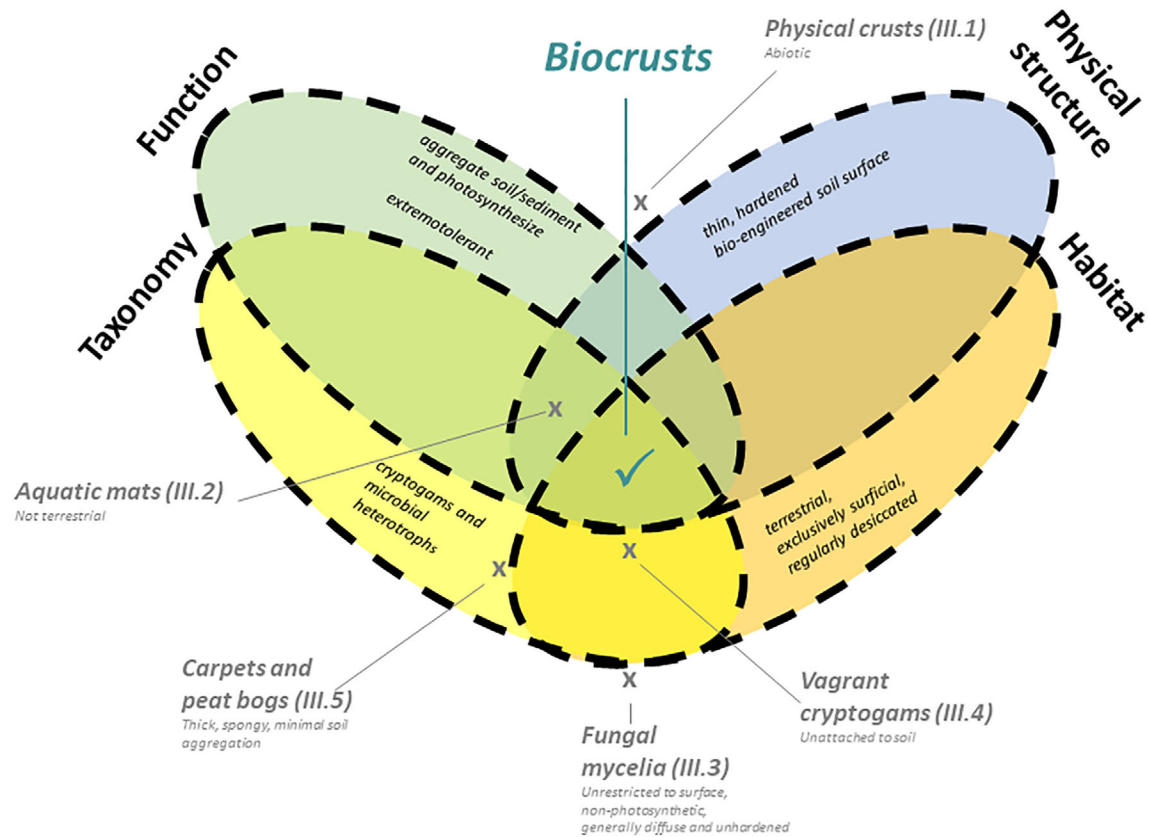 Physical crusts (III.1)
Abiotic
Biocrusts
Function
Physical
structure
aggregate soil/sediment
and photosynthesize
extremotolerant
thin, hardened
bio-engineered soil surface
Taxonomy
Habitat
X
X
Aquatic mats (III.2)
Not terrestrial
cryptogams and
microbial
heterotrophs
terrestrial,
exclusively surficial,
regularly desiccated
X
X
Carpets and
peat bogs (III.5)
Thick, spongy, minimal soil
aggregation
X
Fungal
mycelia (III.3)
Unrestricted to surface,
non-photosynthetic,
generally diffuse and unhardened
Vagrant
cryptogams (III.4)
Unattached to soil